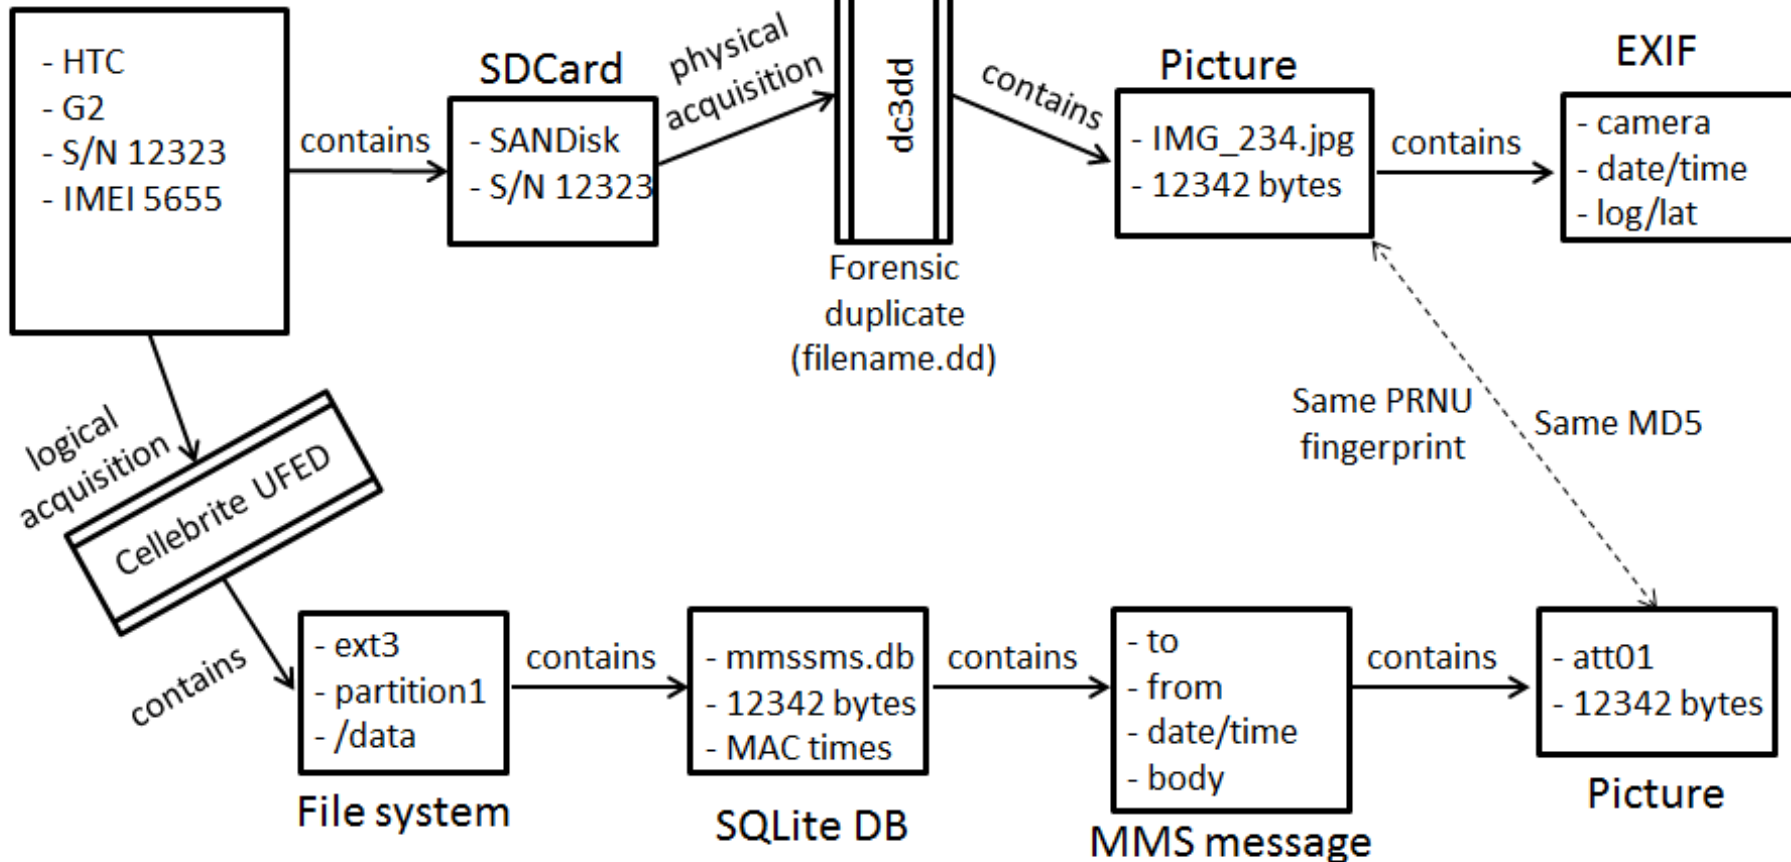 - HTC
- G2
- S/N 12323
- IMEI 5655
contains
SDCard
- SANDisk
- S/N 12323
physical
acquisition
dc3dd
Forensic
duplicate
(filename.dd)
contains
Picture
- IMG_234.jpg
- 12342 bytes
contains
EXIF
- camera
- date/time
- log/lat
Same PRNU
fingerprint
Same MD5
logical
acquisition
Cellebrite UFED
contains
- ext3
- partition1
- /data
File system
contains
- mmssms.db
- 12342 bytes
- MAC times
SQLite DB
contains
- to
- from
- date/time
- body
MMS message
contains
- att01
- 12342 bytes
Picture